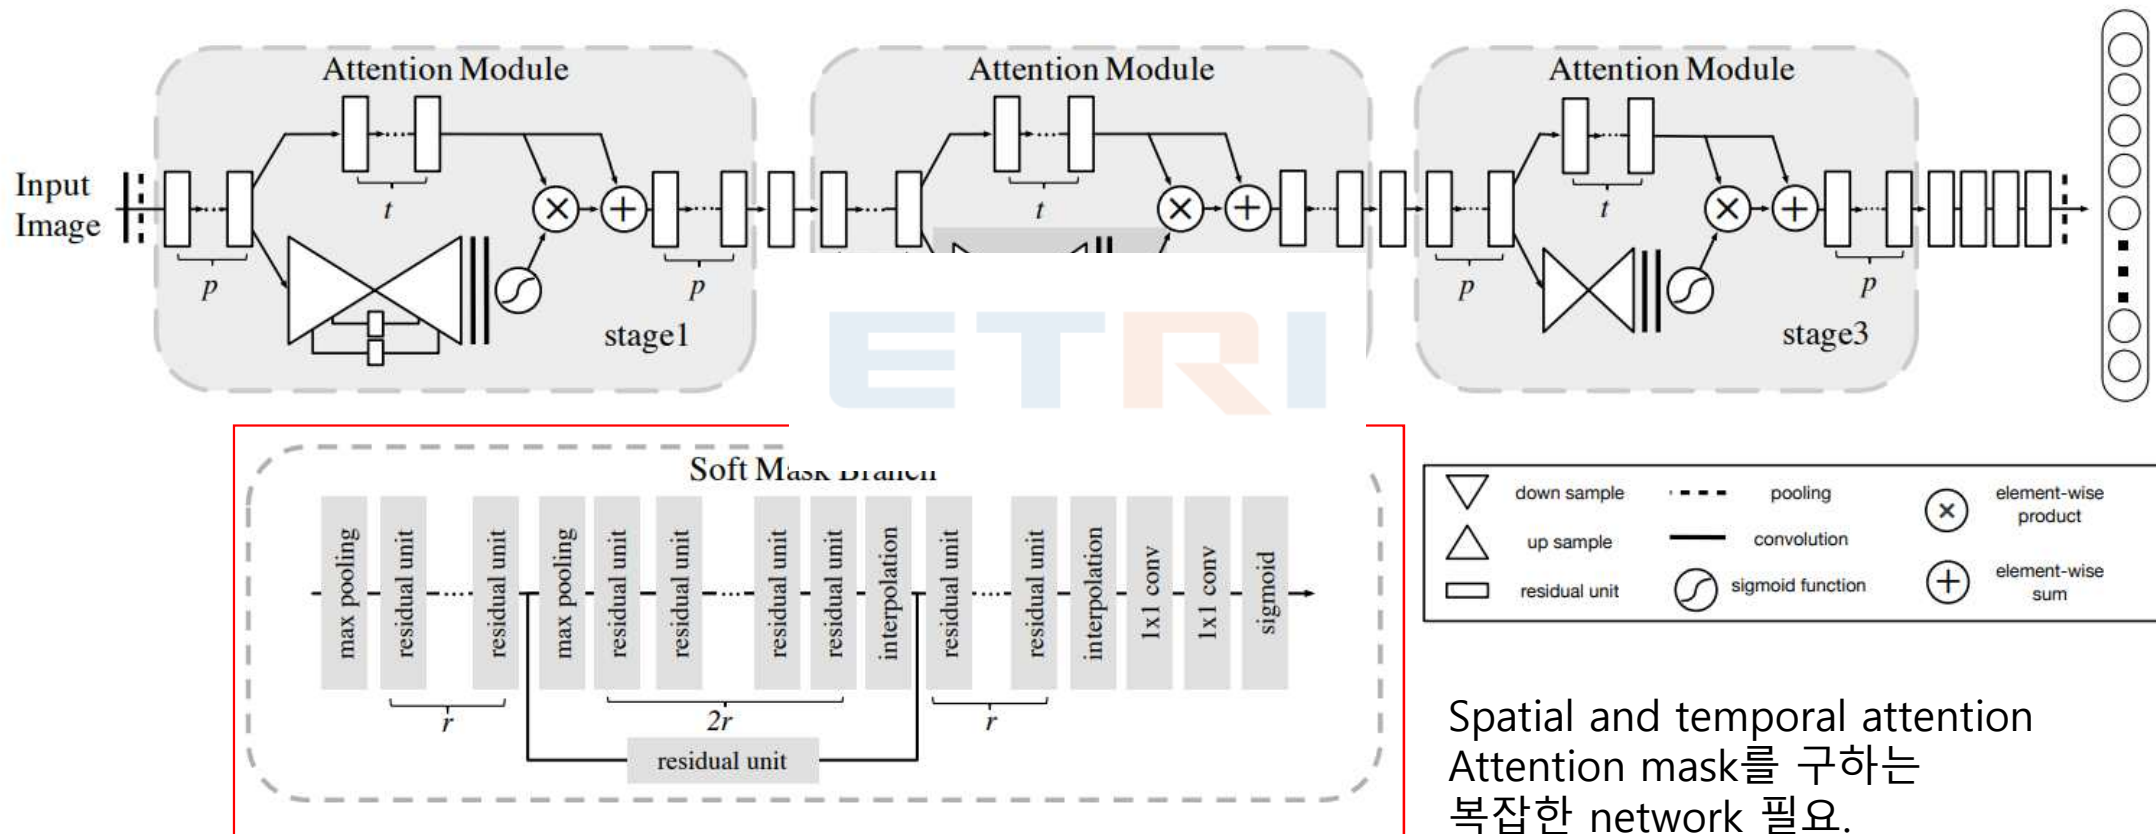 Attention Module
Attention Module
Attention Module
Input
Image
t
t
t
p
p
p
p
stage1
stage3
ETRI
Soft Mask Branch
max pooling
residual unit
residual unit
max pooling
residual unit
residual unit
residual unit
residual unit
interpolation
residual unit
residual unit
interpolation
1x1 conv
1x1 conv
sigmoid
r
2r
r
residual unit
down sample
pooling
element-wise
product
up sample
convolution
residual unit
sigmoid function
element-wise
sum
Spatial and temporal attention
Attention mask를 구하는
복잡한 network 필요.